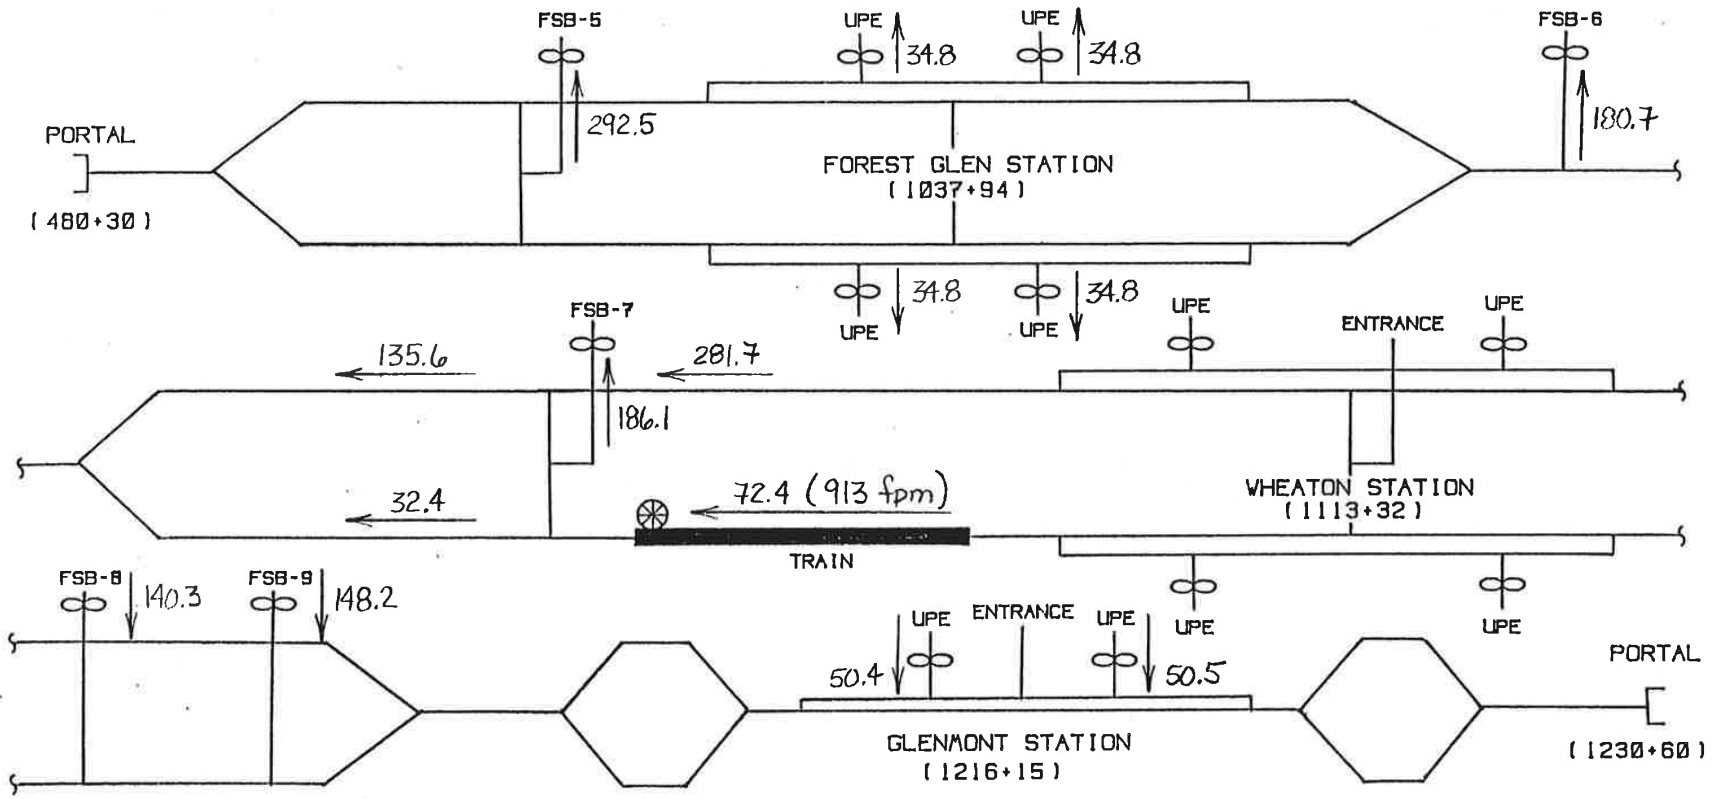 FSB-5
UPE
UPE
FSB-6
34.8
34.8
PORTAL
292.5
180.7
FOREST GLEN STATION
(1037+94)
(480+30)
34.8
34.8
UPE
UPE
FSB-7
UPE
ENTRANCE
UPE
135.6
281.7
186.1
32.4
72.4 (913 fpm)
WHEATON STATION
(1113+32)
TRAIN
FSB-8
FSB-9
140.3
148.2
UPE
ENTRANCE
UPE
UPE
UPE
50.4
50.5
PORTAL
GLENMONT STATION
(1216+15)
(1230+60)